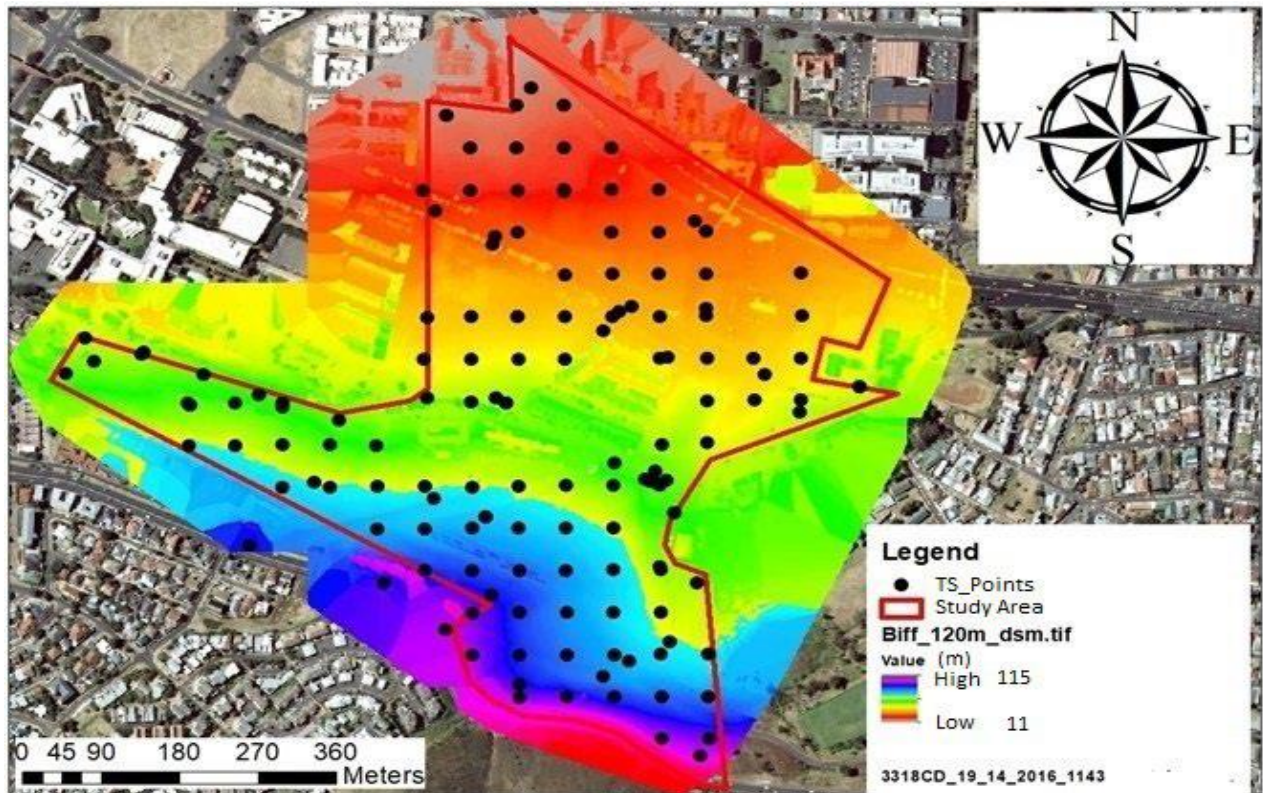 N
W E
S
Legend
TS_Points
Study Area
Biff_120m_dsm.tif
Value (m)
High 115
Low 11
3318CD_19_14_2016_1143
0 45 90 180 270 360
Meters